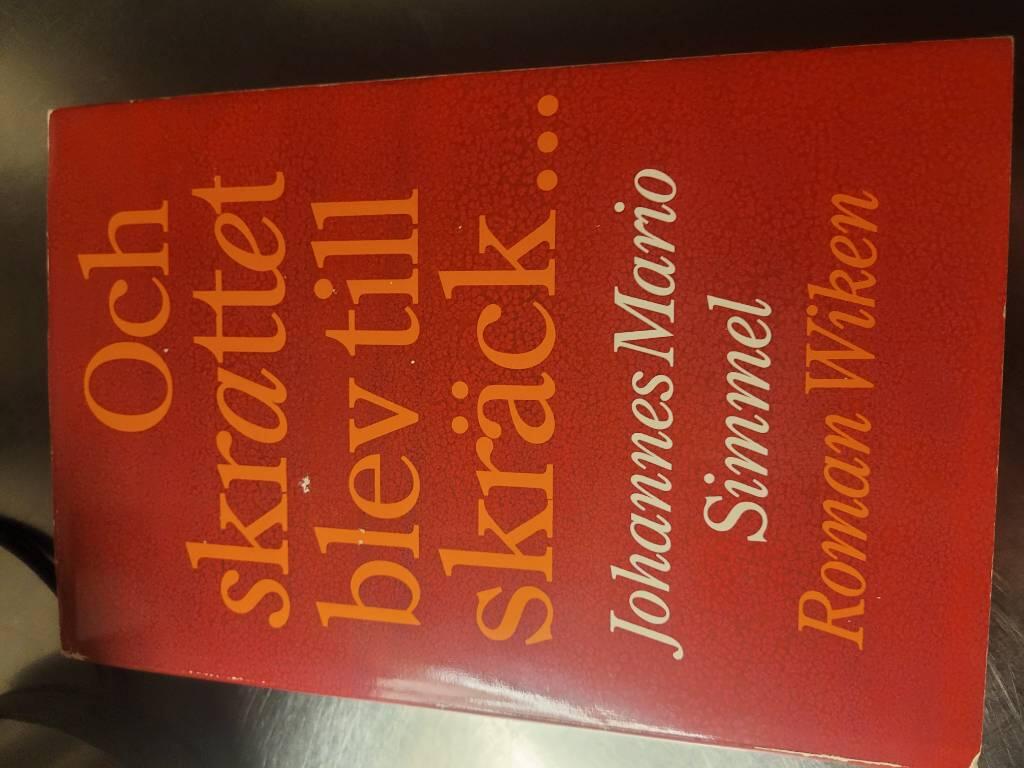 Och
skrattet
blev till
skräck...
Johannes Mario
Simmel
Roman Wiken